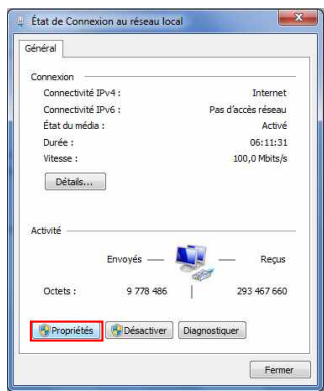 État de Connexion au réseau local
Général
Connexion
Connectivité IPv4 : Internet
Connectivité IPv6 : Pas d'accès réseau
État du média : Activé
Durée : 06:11:31
Vitesse : 100,0 Mbits/s
Détails...
Activité
Envoyés — — Reçus
Octets : 9 778 486 | 293 467 660
Propriétés Désactiver Diagnostiquer
Fermer